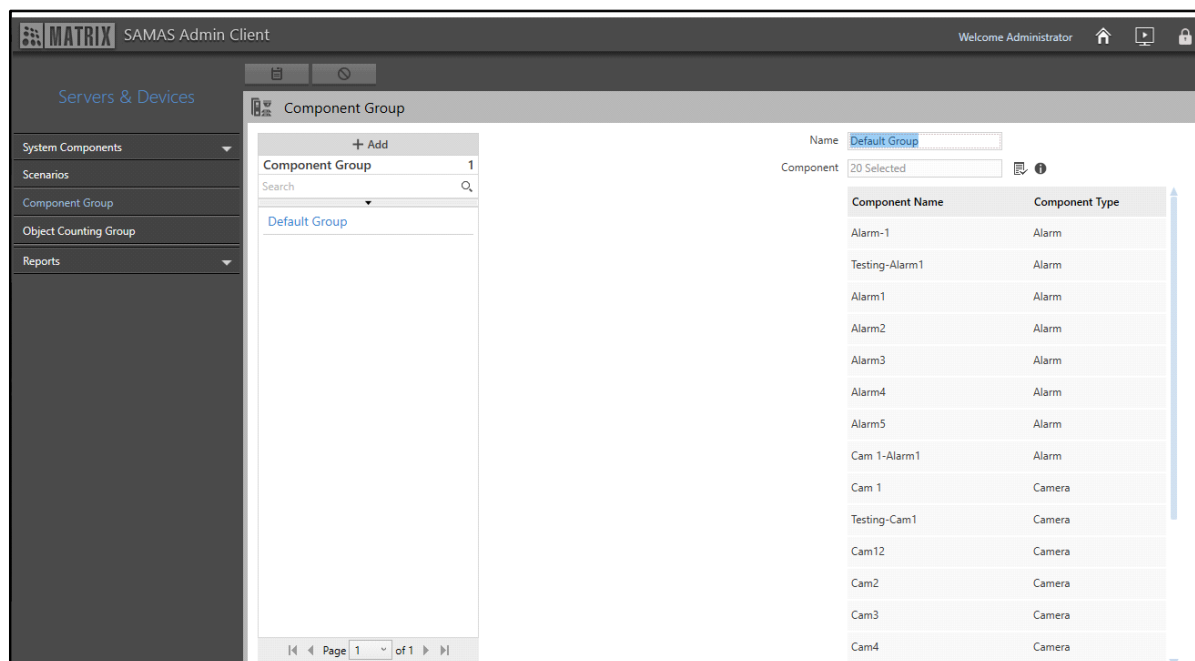 MATRIX SAMAS Admin Client Welcome Administrator
Servers & Devices
System Components
Scenarios
Component Group
Object Counting Group
Reports
Component Group
+ Add
Component Group 1
Search
Default Group
Page 1 of 1
Name Default Group
Component 20 Selected
Component Name Component Type
Alarm-1 Alarm
Testing-Alarm1 Alarm
Alarm1 Alarm
Alarm2 Alarm
Alarm3 Alarm
Alarm4 Alarm
Alarm5 Alarm
Cam 1-Alarm1 Alarm
Cam 1 Camera
Testing-Cam1 Camera
Cam12 Camera
Cam2 Camera
Cam3 Camera
Cam4 Camera